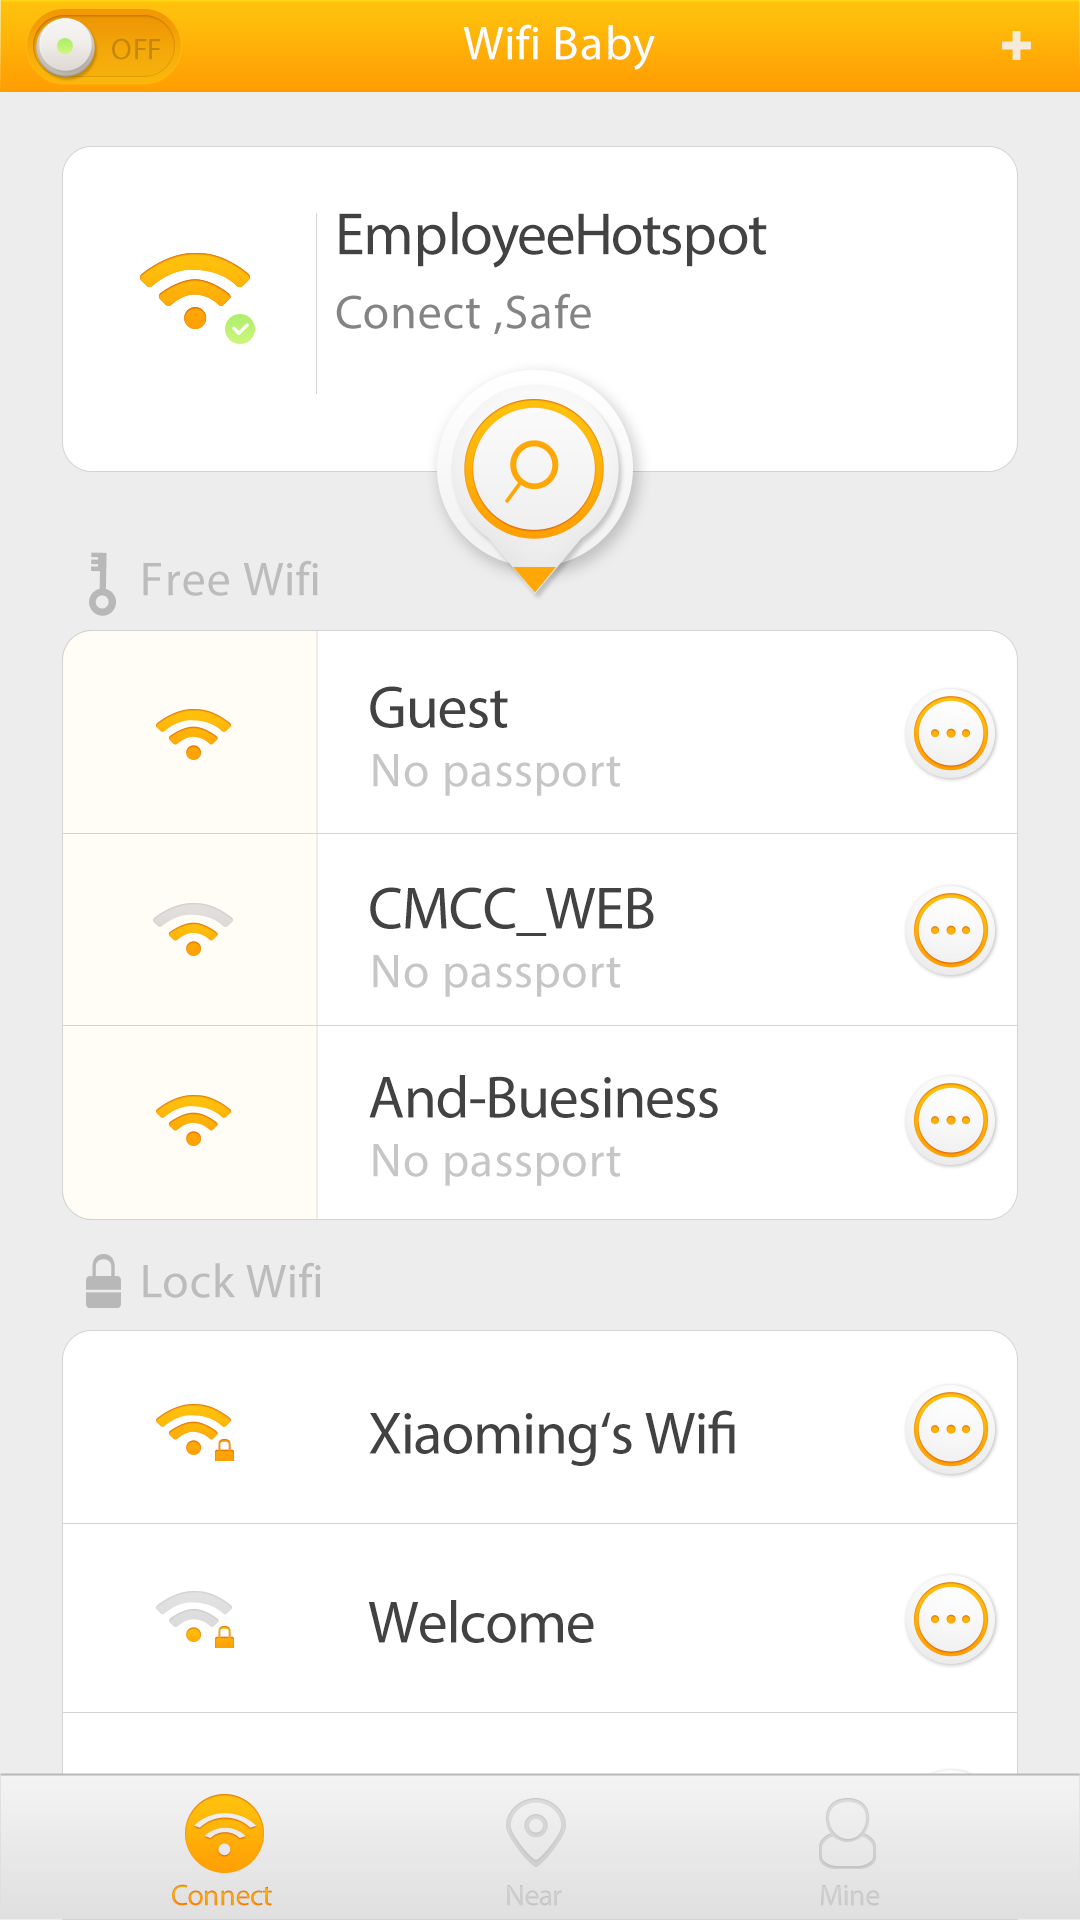 OFF
Wifi Baby
EmployeeHotspot
Conect ,Safe
Free Wifi
Guest
No passport
CMCC_WEB
No passport
And-Buesiness
No passport
Lock Wifi
Xiaoming‘s Wifi
Welcome
Connect
Near
Mine